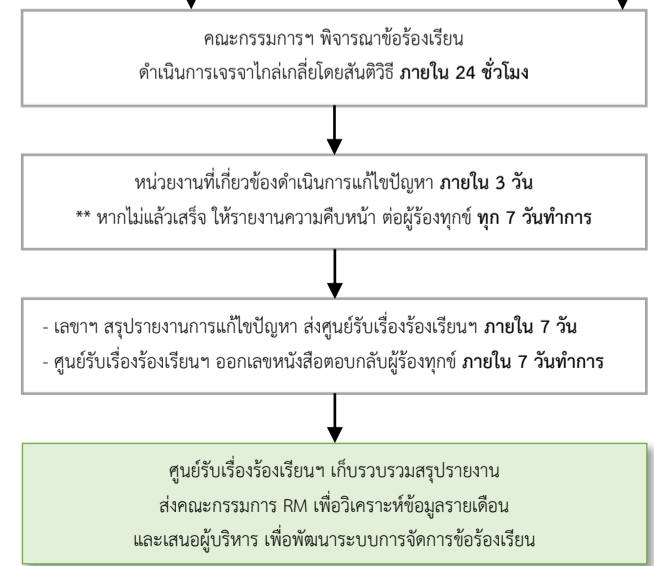 คณะกรรมการฯ พิจารณาข้อร้องเรียน
ดำเนินการเจรจาไกล่เกลี่ยโดยสันติวิธี ภายใน 24 ชั่วโมง
หน่วยงานที่เกี่ยวข้องดำเนินการแก้ไขปัญหา ภายใน 3 วัน
** หากไม่แล้วเสร็จ ให้รายงานความคืบหน้า ต่อผู้ร้องทุกข์ ทุก 7 วันทำการ
- เลขาฯ สรุปรายงานการแก้ไขปัญหา ส่งศูนย์รับเรื่องร้องเรียนฯ ภายใน 7 วัน
- ศูนย์รับเรื่องร้องเรียนฯ ออกเลขหนังสือตอบกลับผู้ร้องทุกข์ ภายใน 7 วันทำการ
ศูนย์รับเรื่องร้องเรียนฯ เก็บรวบรวมสรุปรายงาน
ส่งคณะกรรมการ RM เพื่อวิเคราะห์ข้อมูลรายเดือน
และเสนอผู้บริหาร เพื่อพัฒนาระบบการจัดการข้อร้องเรียน